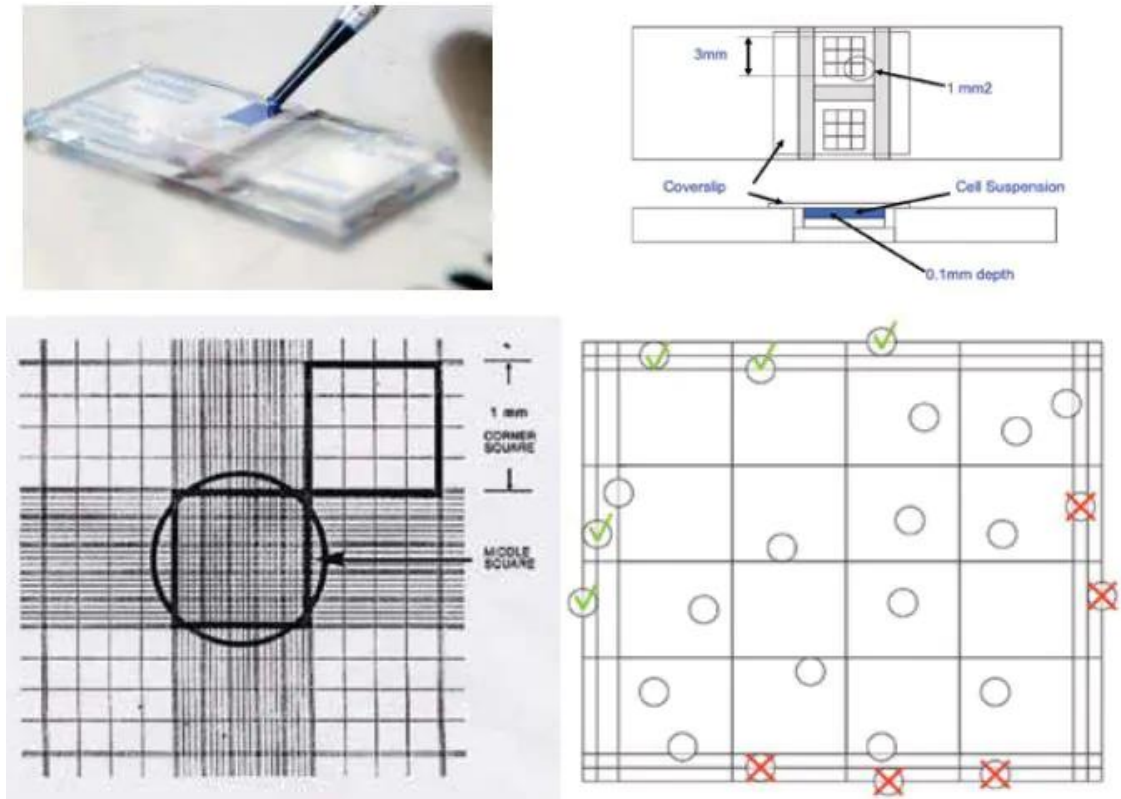 3mm
1 mm2
Coverslip
Cell Suspension
0.1mm depth
1 mm
CORNER
SQUARE
MIDDLE
SQUARE